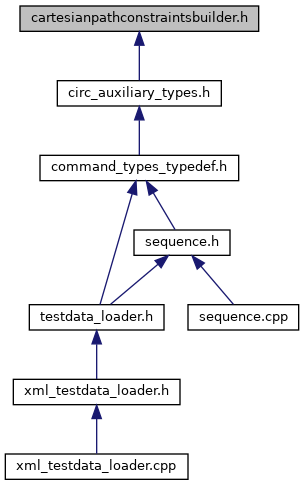 cartesianpathconstraintsbuilder.h
circ_auxiliary_types.h
command_types_typedef.h
sequence.h
testdata_loader.h
sequence.cpp
xml_testdata_loader.h
xml_testdata_loader.cpp